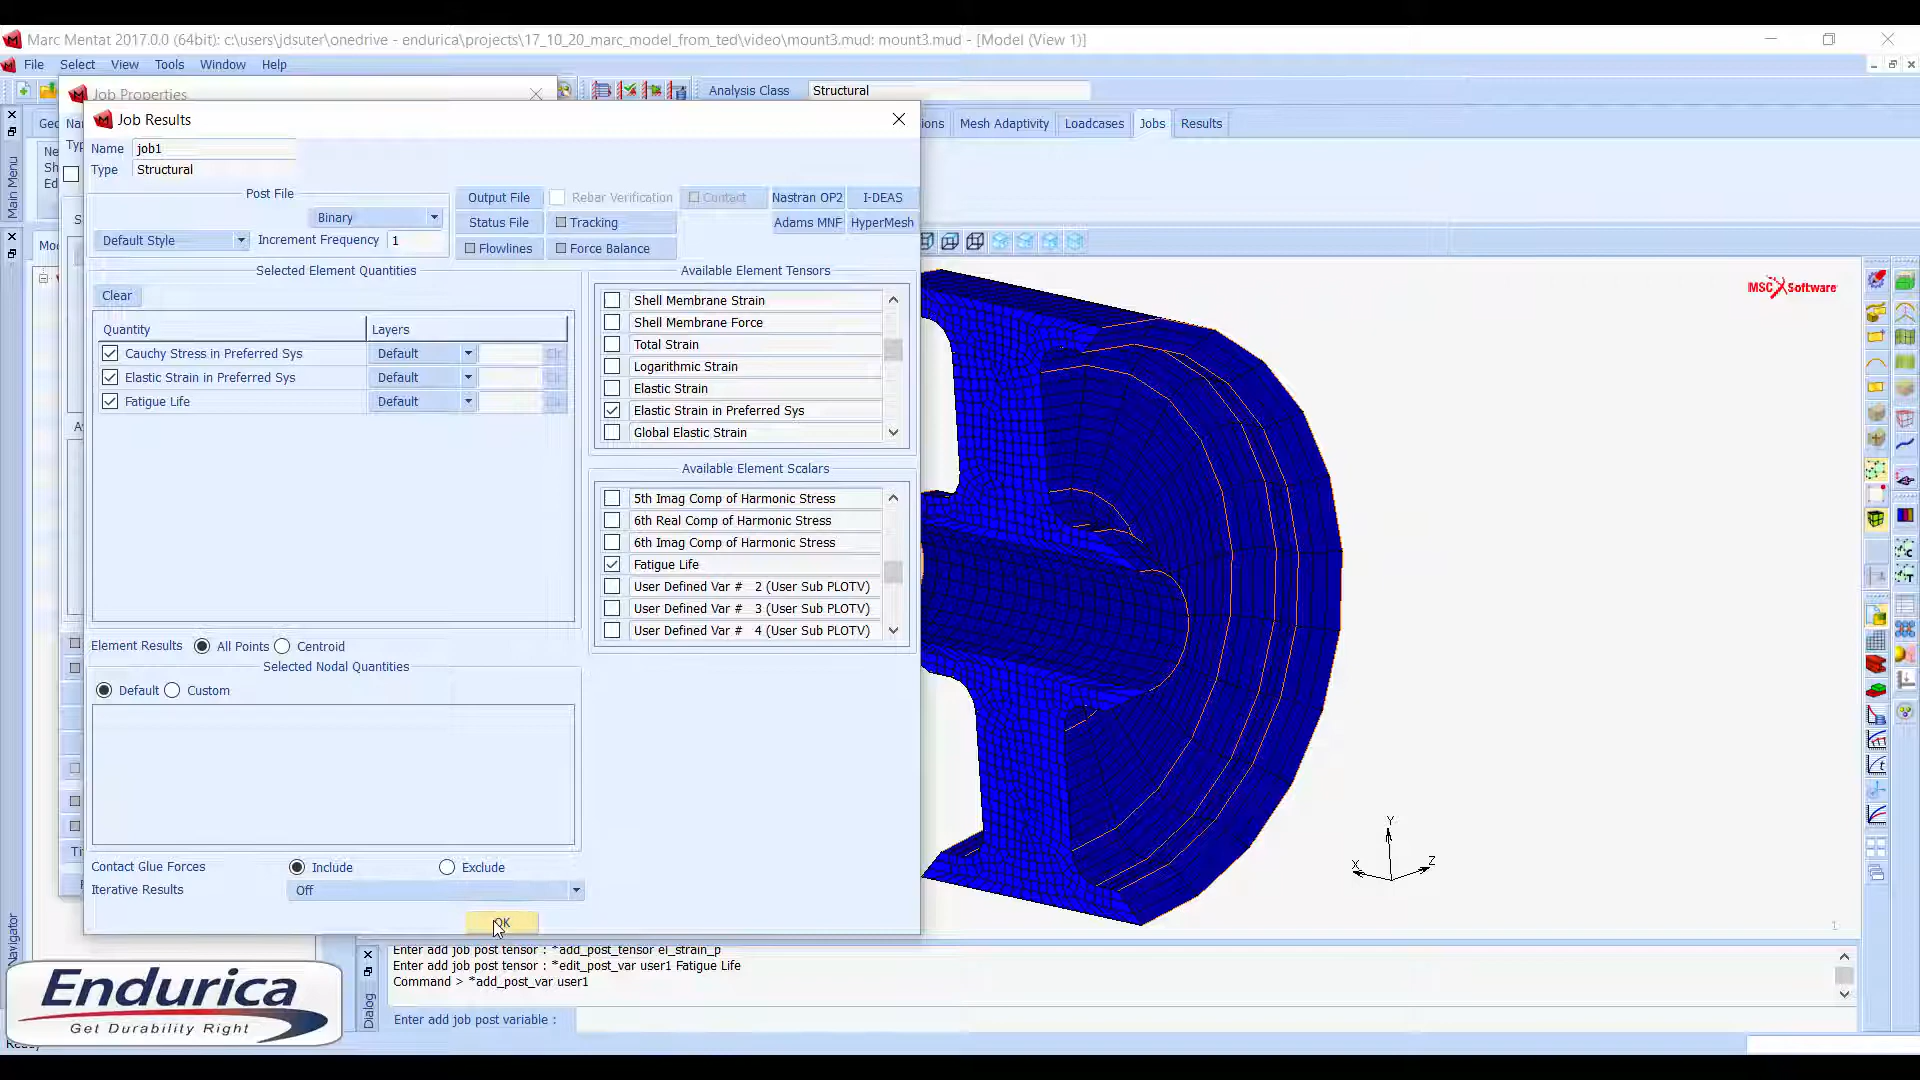 Marc Mentat 2017.0.0 (64bit): c:\users\jdsuter\onedrive - endurica\projects\17_10_20_marc_model_from_ted\video\mount3.mud: mount3.mud - [Model (View 1)]
File Select View Tools Window Help
Analysis Class Structural
Job Properties
Mesh Adaptivity Loadcases Jobs Results
Main Menu
Job Results
Name job1
Type Structural
Post File
Binary
Default Style Increment Frequency 1
Output File Rebar Verification Contact Nastran OP2 I-DEAS
Status File Tracking Adams MNF HyperMesh
Flowlines Force Balance
Selected Element Quantities
Clear
Quantity Layers
Cauchy Stress in Preferred Sys Default
Elastic Strain in Preferred Sys Default
Fatigue Life Default
Available Element Tensors
Shell Membrane Strain
Shell Membrane Force
Total Strain
Logarithmic Strain
Elastic Strain
Elastic Strain in Preferred Sys
Global Elastic Strain
Available Element Scalars
5th Imag Comp of Harmonic Stress
6th Real Comp of Harmonic Stress
6th Imag Comp of Harmonic Stress
Fatigue Life
User Defined Var # 2 (User Sub PLOTV)
User Defined Var # 3 (User Sub PLOTV)
User Defined Var # 4 (User Sub PLOTV)
Element Results All Points Centroid
Selected Nodal Quantities
Default Custom
Contact Glue Forces Include Exclude
Iterative Results Off
OK
MSC Software
Y
X
Z
1
Navigator
Dialog
Enter add job post tensor : *add_post_tensor el_strain_p
Enter add job post tensor : *edit_post_var user1 Fatigue Life
Command > *add_post_var user1
Enter add job post variable :
Endurica
Get Durability Right